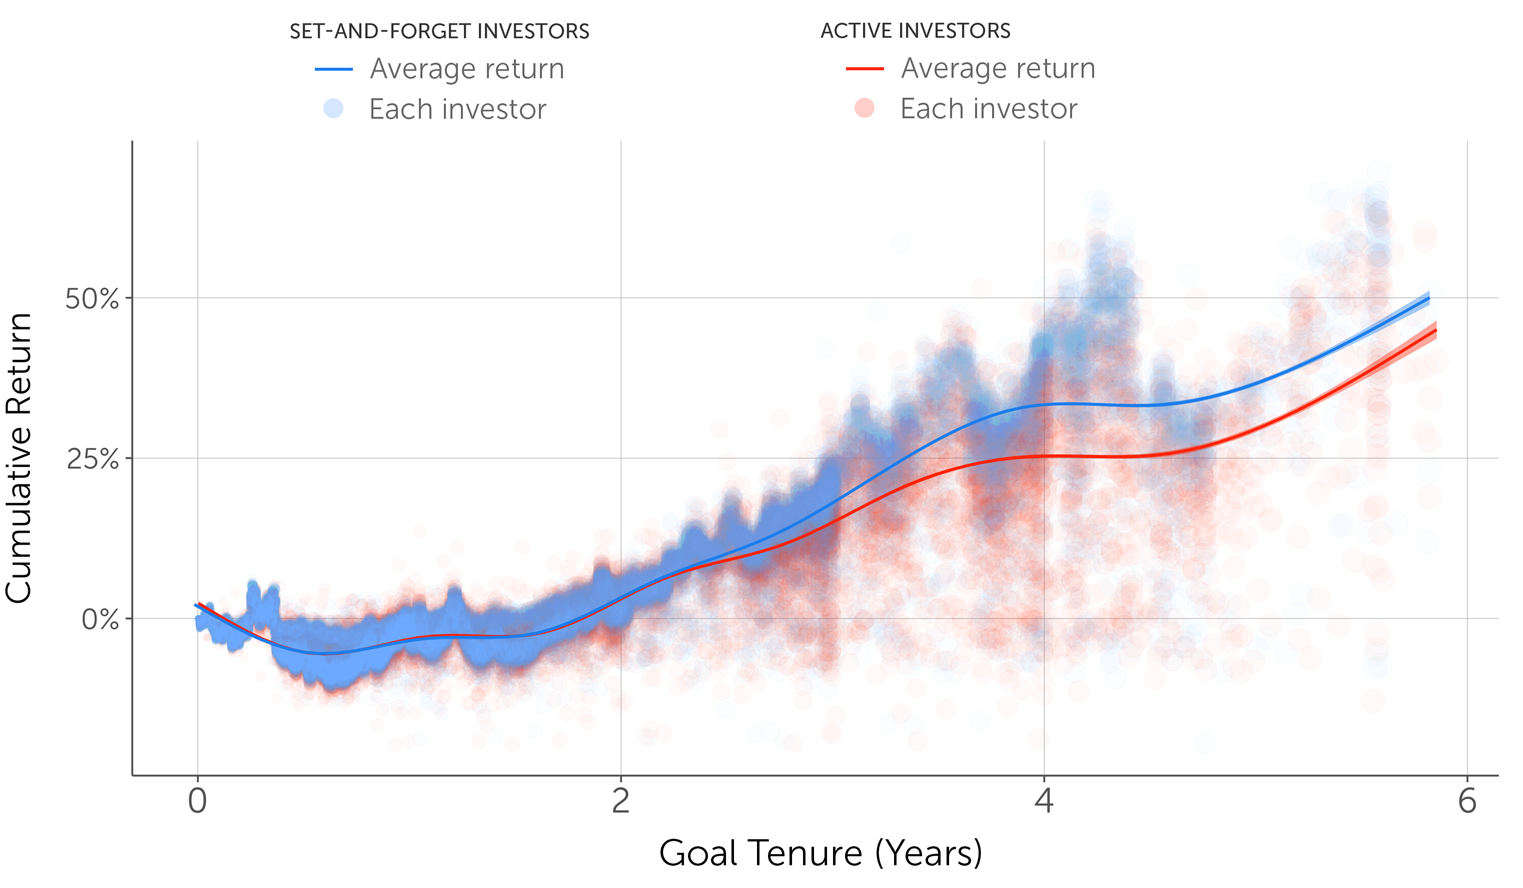 SET-AND-FORGET INVESTORS
Average return
Each investor
ACTIVE INVESTORS
Average return
Each investor
Cumulative Return
50%
25%
0%
0
2
4
6
Goal Tenure (Years)